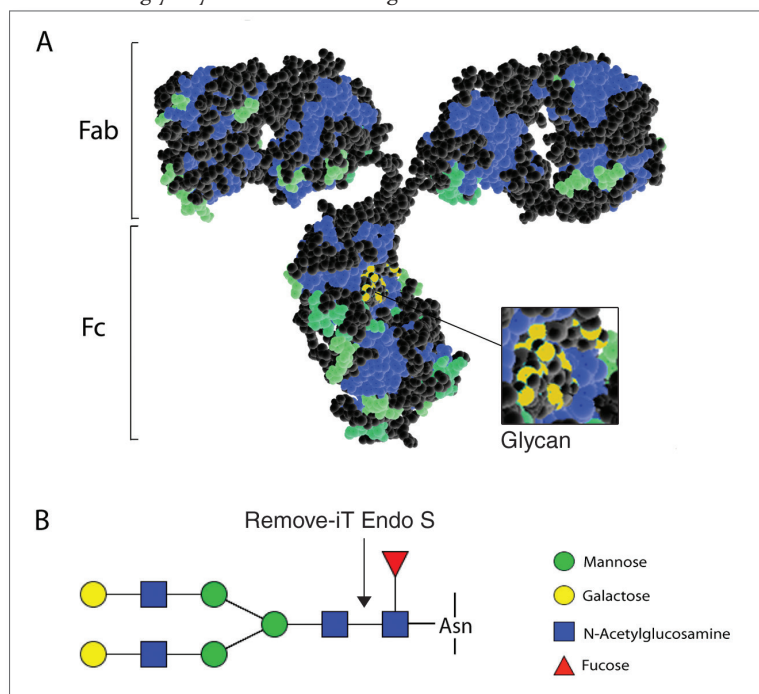 A
Fab
Fc
Glycan
B
Remove-iT Endo S
Asn
Mannose
Galactose
N-Acetylglucosamine
Fucose